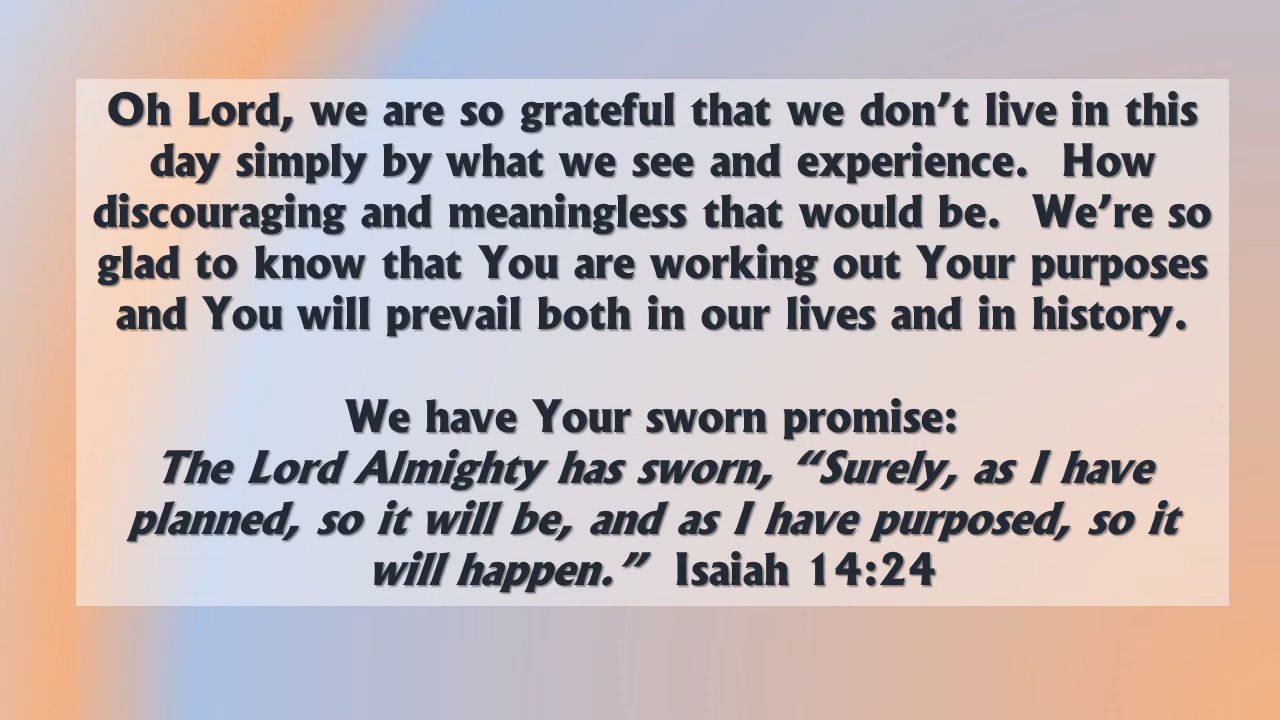 Oh Lord, we are so grateful that we don’t live in this
day simply by what we see and experience.  How
discouraging and meaningless that would be.  We’re so
glad to know that You are working out Your purposes
and You will prevail both in our lives and in history.
We have Your sworn promise:
The Lord Almighty has sworn, “Surely, as I have
planned, so it will be, and as I have purposed, so it
will happen.”  Isaiah 14:24